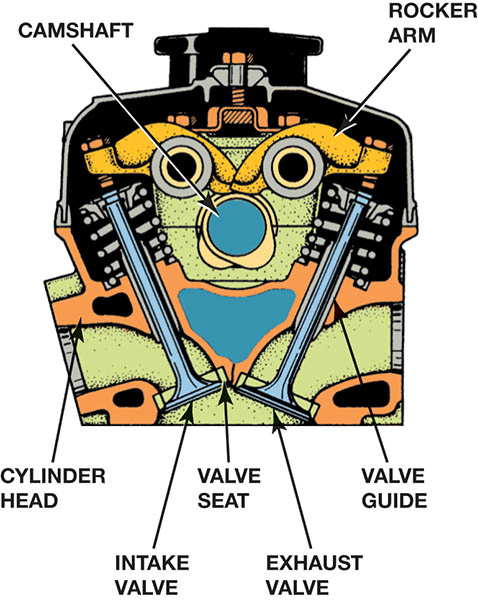 CAMSHAFT
ROCKER
ARM
CYLINDER
HEAD
VALVE
SEAT
VALVE
GUIDE
INTAKE
VALVE
EXHAUST
VALVE